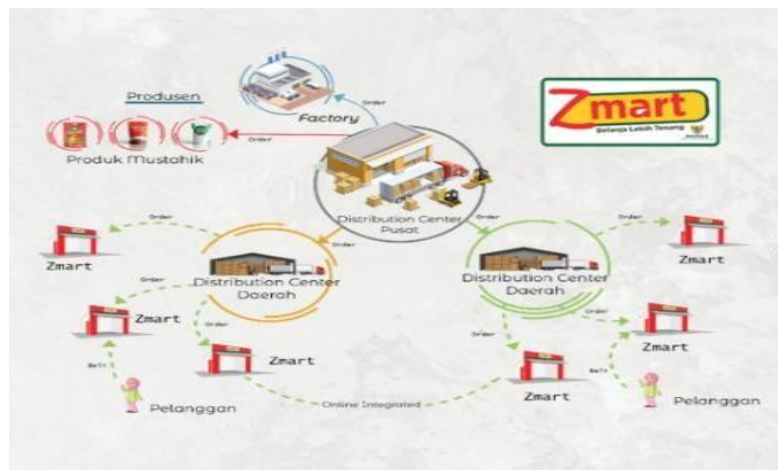 Produsen
Order
Factory
Order
Produk Mustahik
Zmart
Belanja Lebih Tenang
Distribution Center
Pusat
Order
Order
Order
Order
Zmart
Zmart
Distribution Center
Daerah
Distribution Center
Daerah
Order
Order
Order
Order
Zmart
Zmart
Zmart
Zmart
Beli
Beli
Pelanggan
Online Integrated
Pelanggan